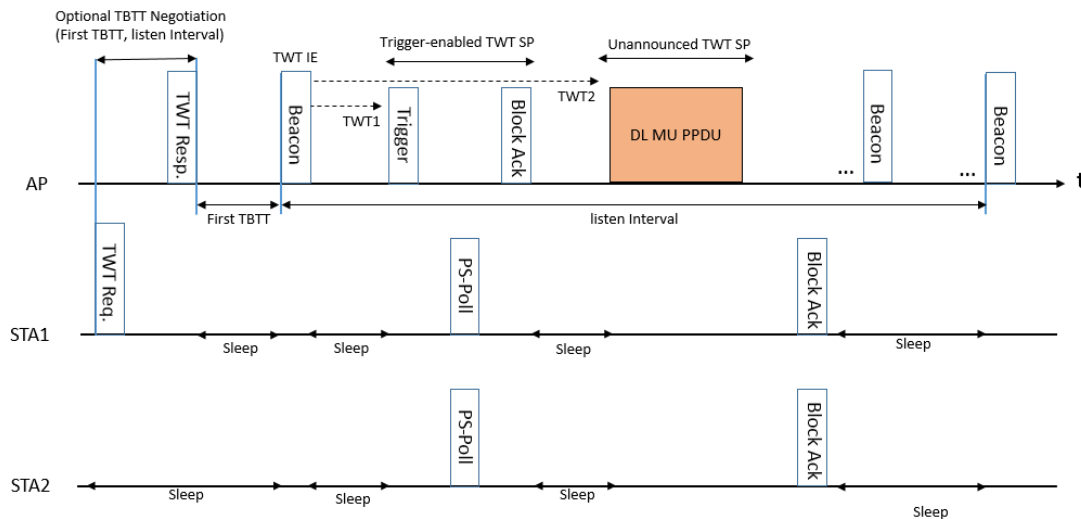 Optional TBTT Negotiation
(First TBTT, listen Interval)
TWT IE
Trigger-enabled TWT SP
Unannounced TWT SP
TWT Resp.
Beacon
TWT1
Trigger
Block Ack
TWT2
DL MU PPDU
Beacon
Beacon
...
...
AP
t
First TBTT
listen Interval
TWT Req.
PS-Poll
Block Ack
STA1
Sleep
Sleep
Sleep
Sleep
PS-Poll
Block Ack
STA2
Sleep
Sleep
Sleep
Sleep